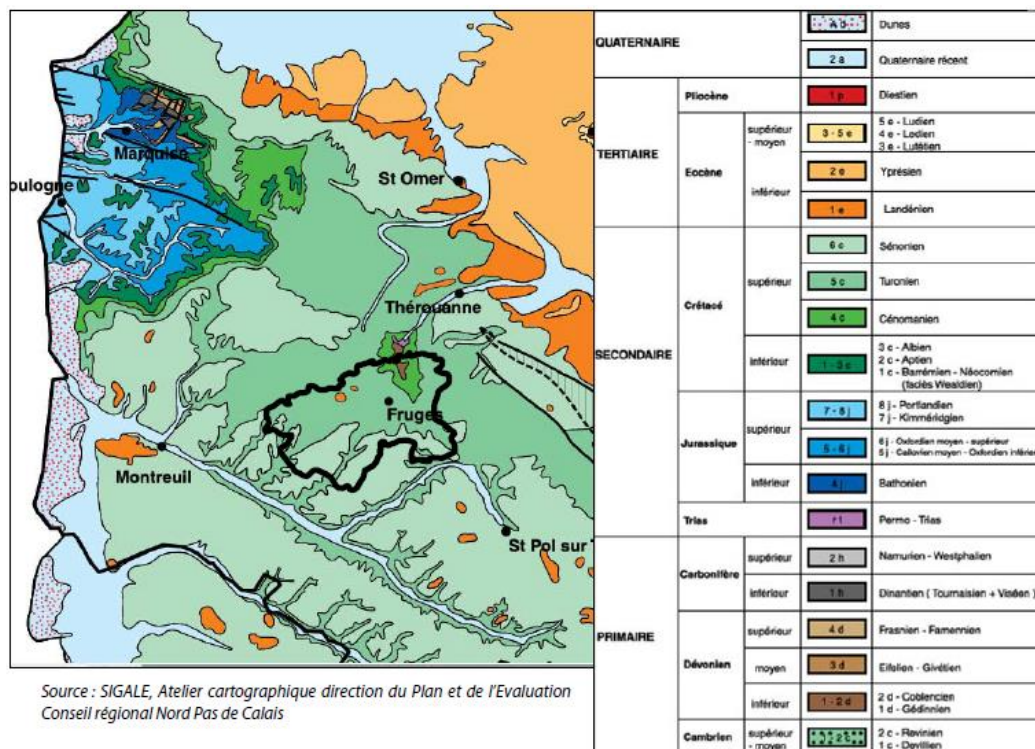 Marquise
oulogne
St Omer
Thérouanne
Fruges
Montreuil
St Pol sur
Source : SIGALE, Atelier cartographique direction du Plan et de l'Evaluation
Conseil régional Nord Pas de Calais
QUATERNAIRE
A b
Dunes
2 a
Quaternaire récent
TERTIAIRE
Pliocène
1 p
Diestien
Eocène
supérieur
- moyen
3 - 5 e
5 e - Ludien
4 e - Ledien
3 e - Lutétien
inférieur
2 e
Yprésien
1 e
Landénien
SECONDAIRE
Crétacé
supérieur
6 c
Sénonien
5 c
Turonien
4 c
Cénomanien
inférieur
1 - 3 c
3 c - Albien
2 c - Aptien
1 c - Barrémien - Néocomien
(faciès Wealdien)
Jurassique
supérieur
7 - 8 j
8 j - Portlandien
7 j - Kimméridgien
5 - 6 j
6 j - Oxfordien moyen - supérieur
5 j - Callovien moyen - Oxfordien inférieur
inférieur
4 j
Bathonien
Trias
r t
Permo - Trias
PRIMAIRE
Carbonifère
supérieur
2 h
Namurien - Westphalien
inférieur
1 h
Dinantien ( Tournaisien + Viséen )
Dévonien
supérieur
4 d
Frasnien - Famennien
moyen
3 d
Eifelien - Givétien
inférieur
1 - 2 d
2 d - Coblencien
1 d - Gédinnien
Cambrien
supérieur
- moyen
2 c - Revinien
1 c - Devillien